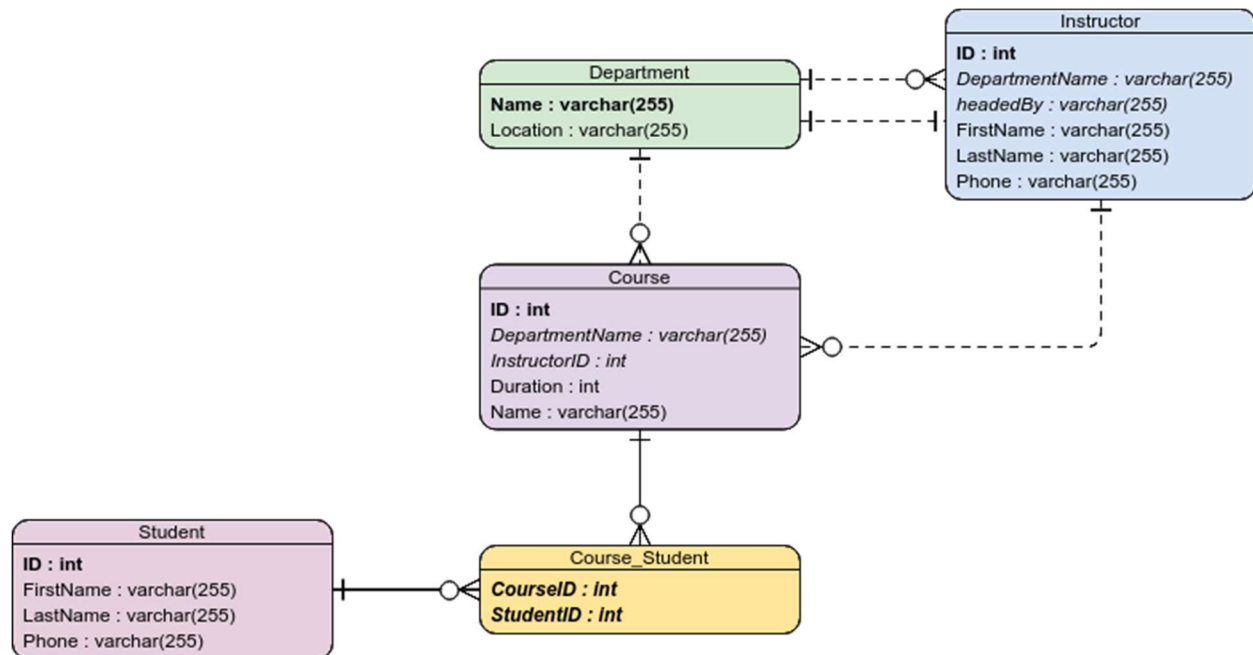 Instructor
ID : int
DepartmentName : varchar(255)
headedBy : varchar(255)
FirstName : varchar(255)
LastName : varchar(255)
Phone : varchar(255)
Department
Name : varchar(255)
Location : varchar(255)
Course
ID : int
DepartmentName : varchar(255)
InstructorID : int
Duration : int
Name : varchar(255)
Student
ID : int
FirstName : varchar(255)
LastName : varchar(255)
Phone : varchar(255)
Course_Student
CourseID : int
StudentID : int